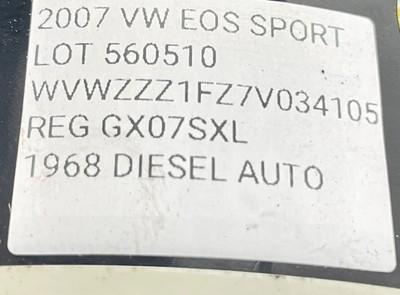 2007 VW EOS SPORT
LOT 560510
WVWZZZ1FZ7V034105
REG GX07SXL
1968 DIESEL AUTO